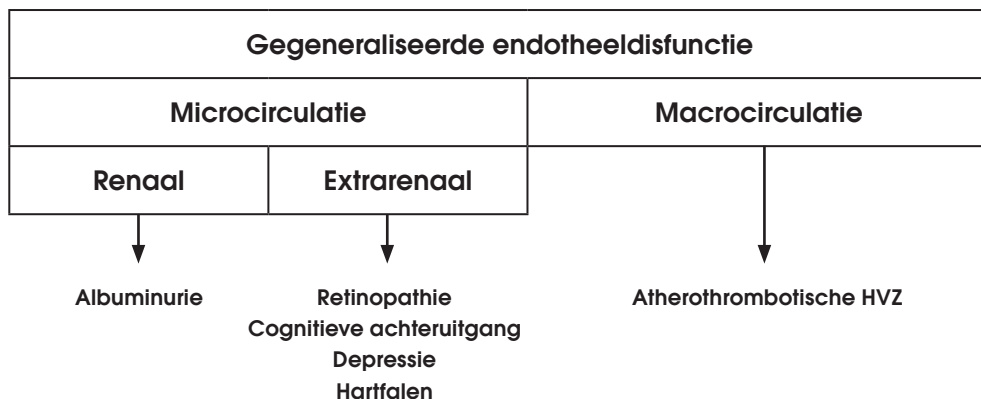 Gegeneraliseerde endotheeldisfunctie
Microcirculatie
Macrocirculatie
Renaal
Extrarenaal
Albuminurie
Retinopathie
Cognitieve achteruitgang
Depressie
Hartfalen
Atherothrombotische HVZ